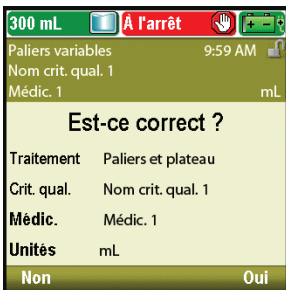 300 mL À l'arrêt + -
Paliers variables 9:59 AM
Nom crit. qual. 1
Médic. 1 mL
Est-ce correct ?
Traitement Paliers et plateau
Crit. qual. Nom crit. qual. 1
Médic. Médic. 1
Unités mL
Non Oui